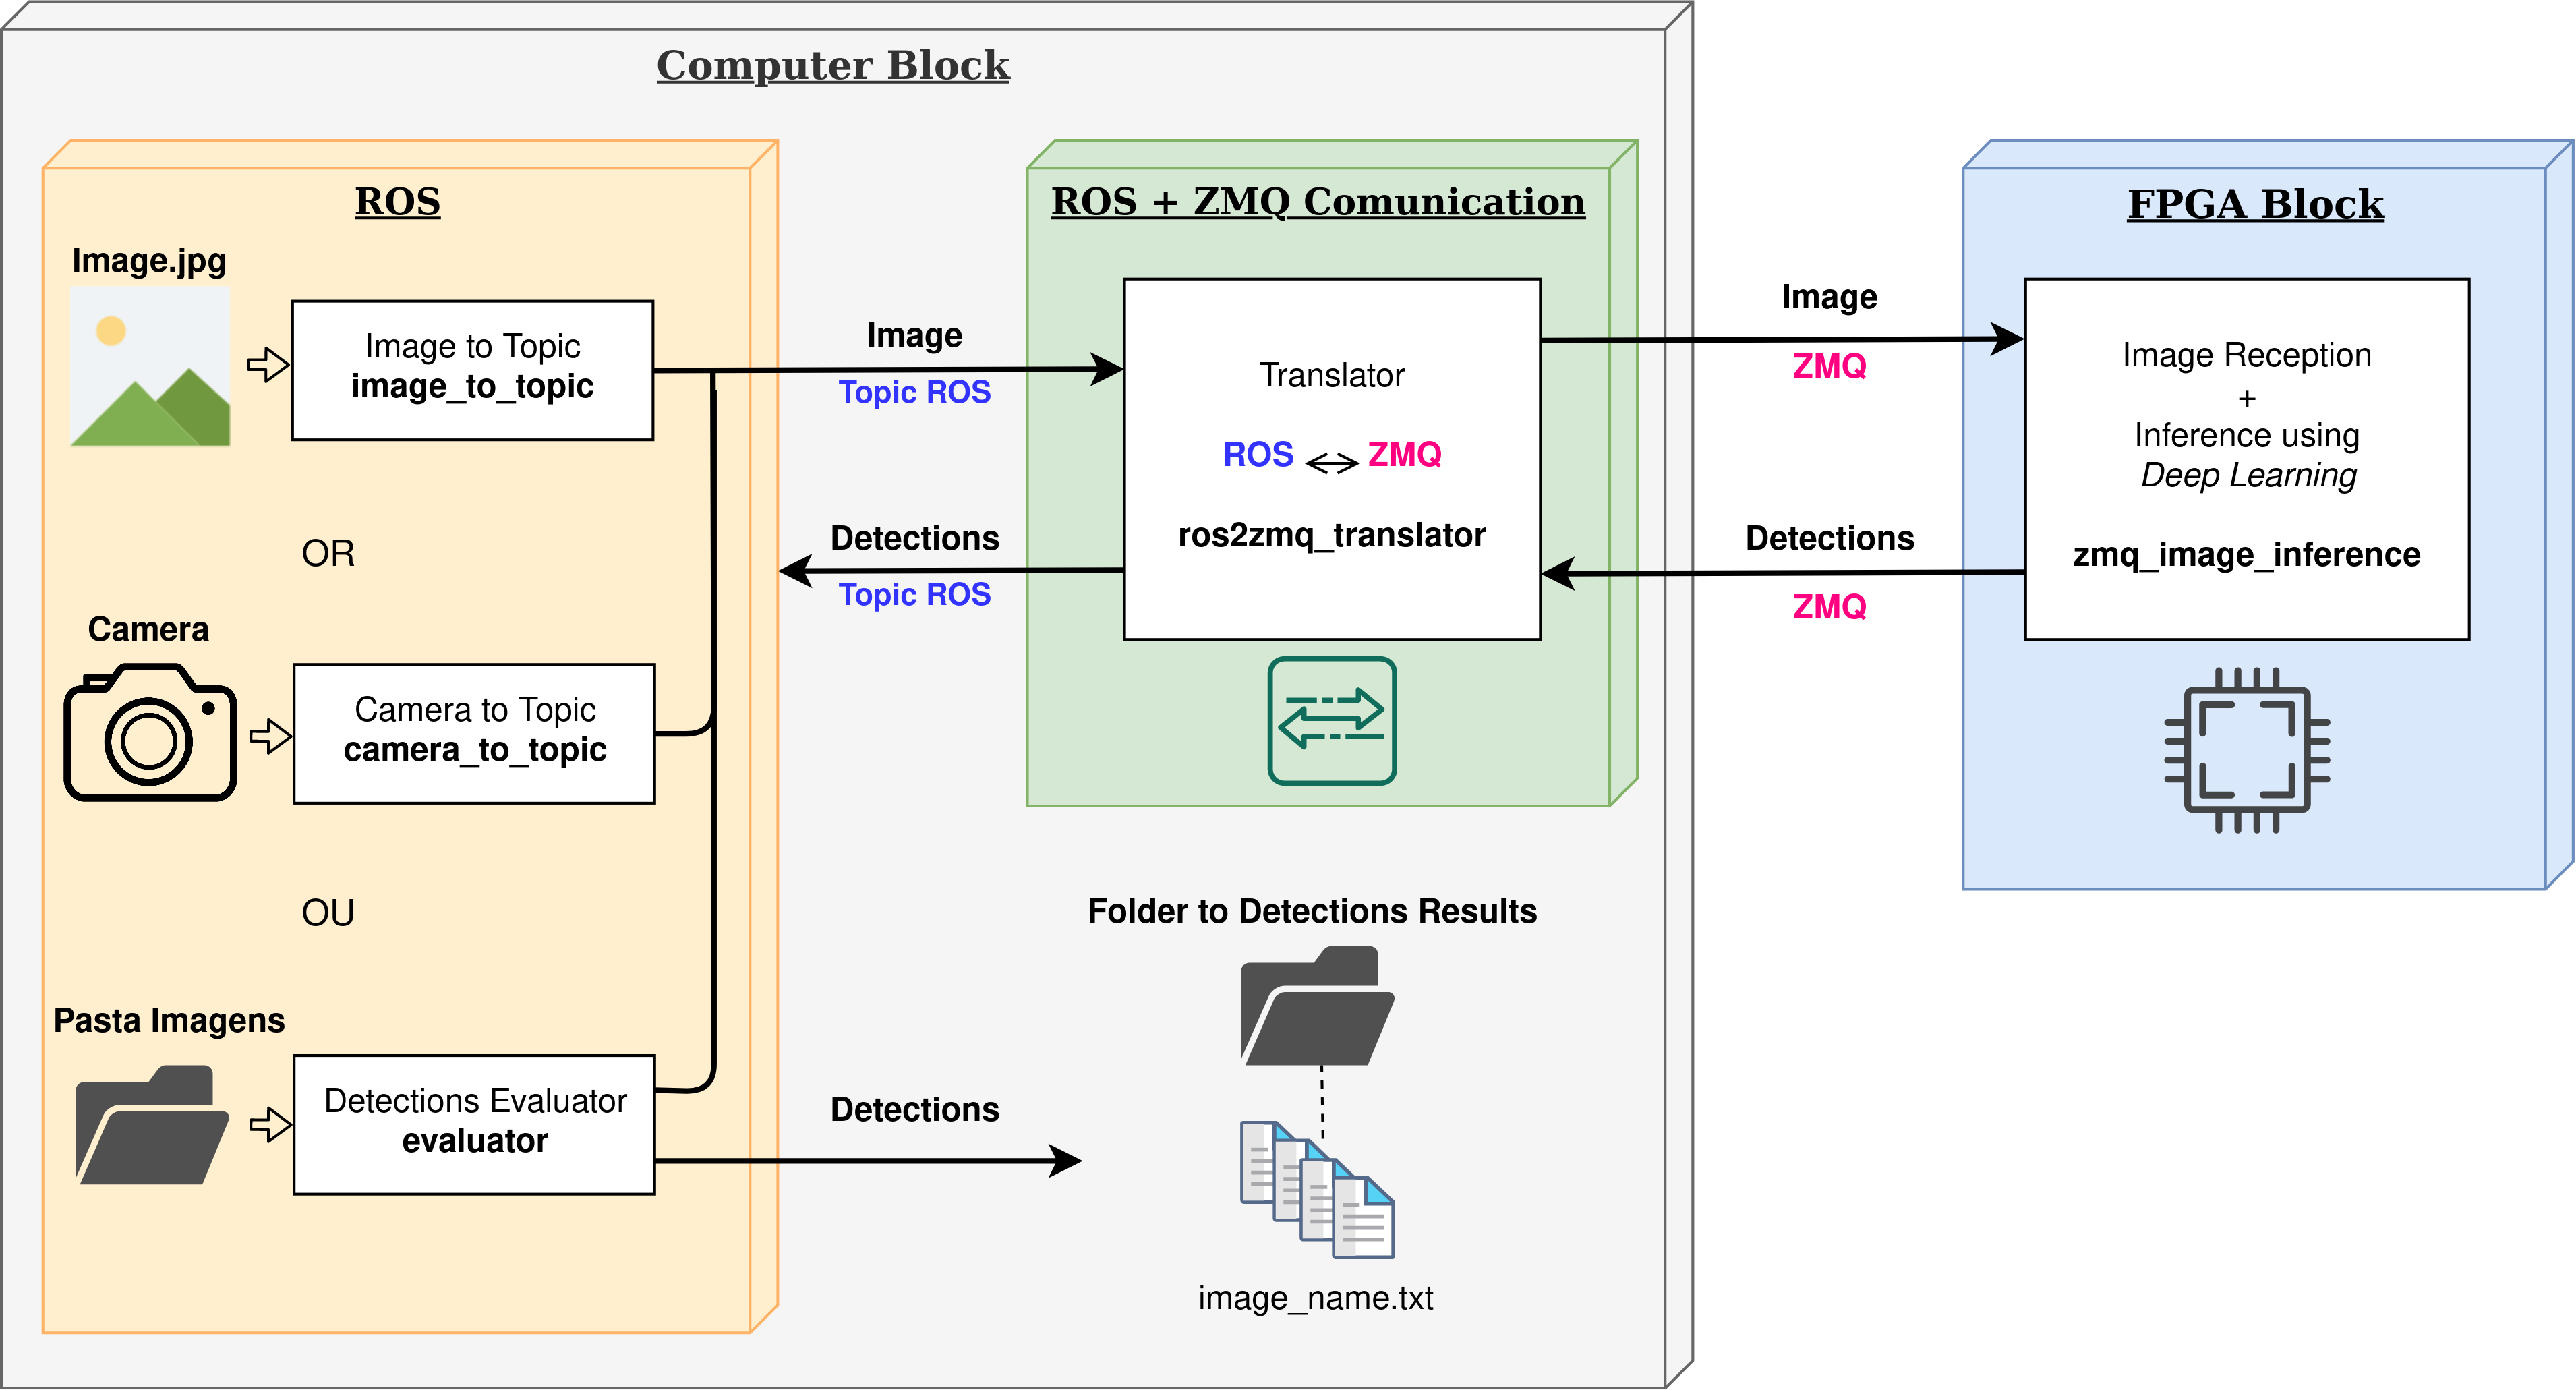 Computer Block
ROS
Image.jpg
Image to Topic
image_to_topic
OR
Camera
Camera to Topic
camera_to_topic
OU
Pasta Imagens
Detections Evaluator
evaluator
Image
Topic ROS
Detections
Topic ROS
Detections
ROS + ZMQ Comunication
Translator
ROS ZMQ
ros2zmq_translator
Folder to Detections Results
image_name.txt
Image
ZMQ
Detections
ZMQ
FPGA Block
Image Reception
+
Inference using
Deep Learning
zmq_image_inference